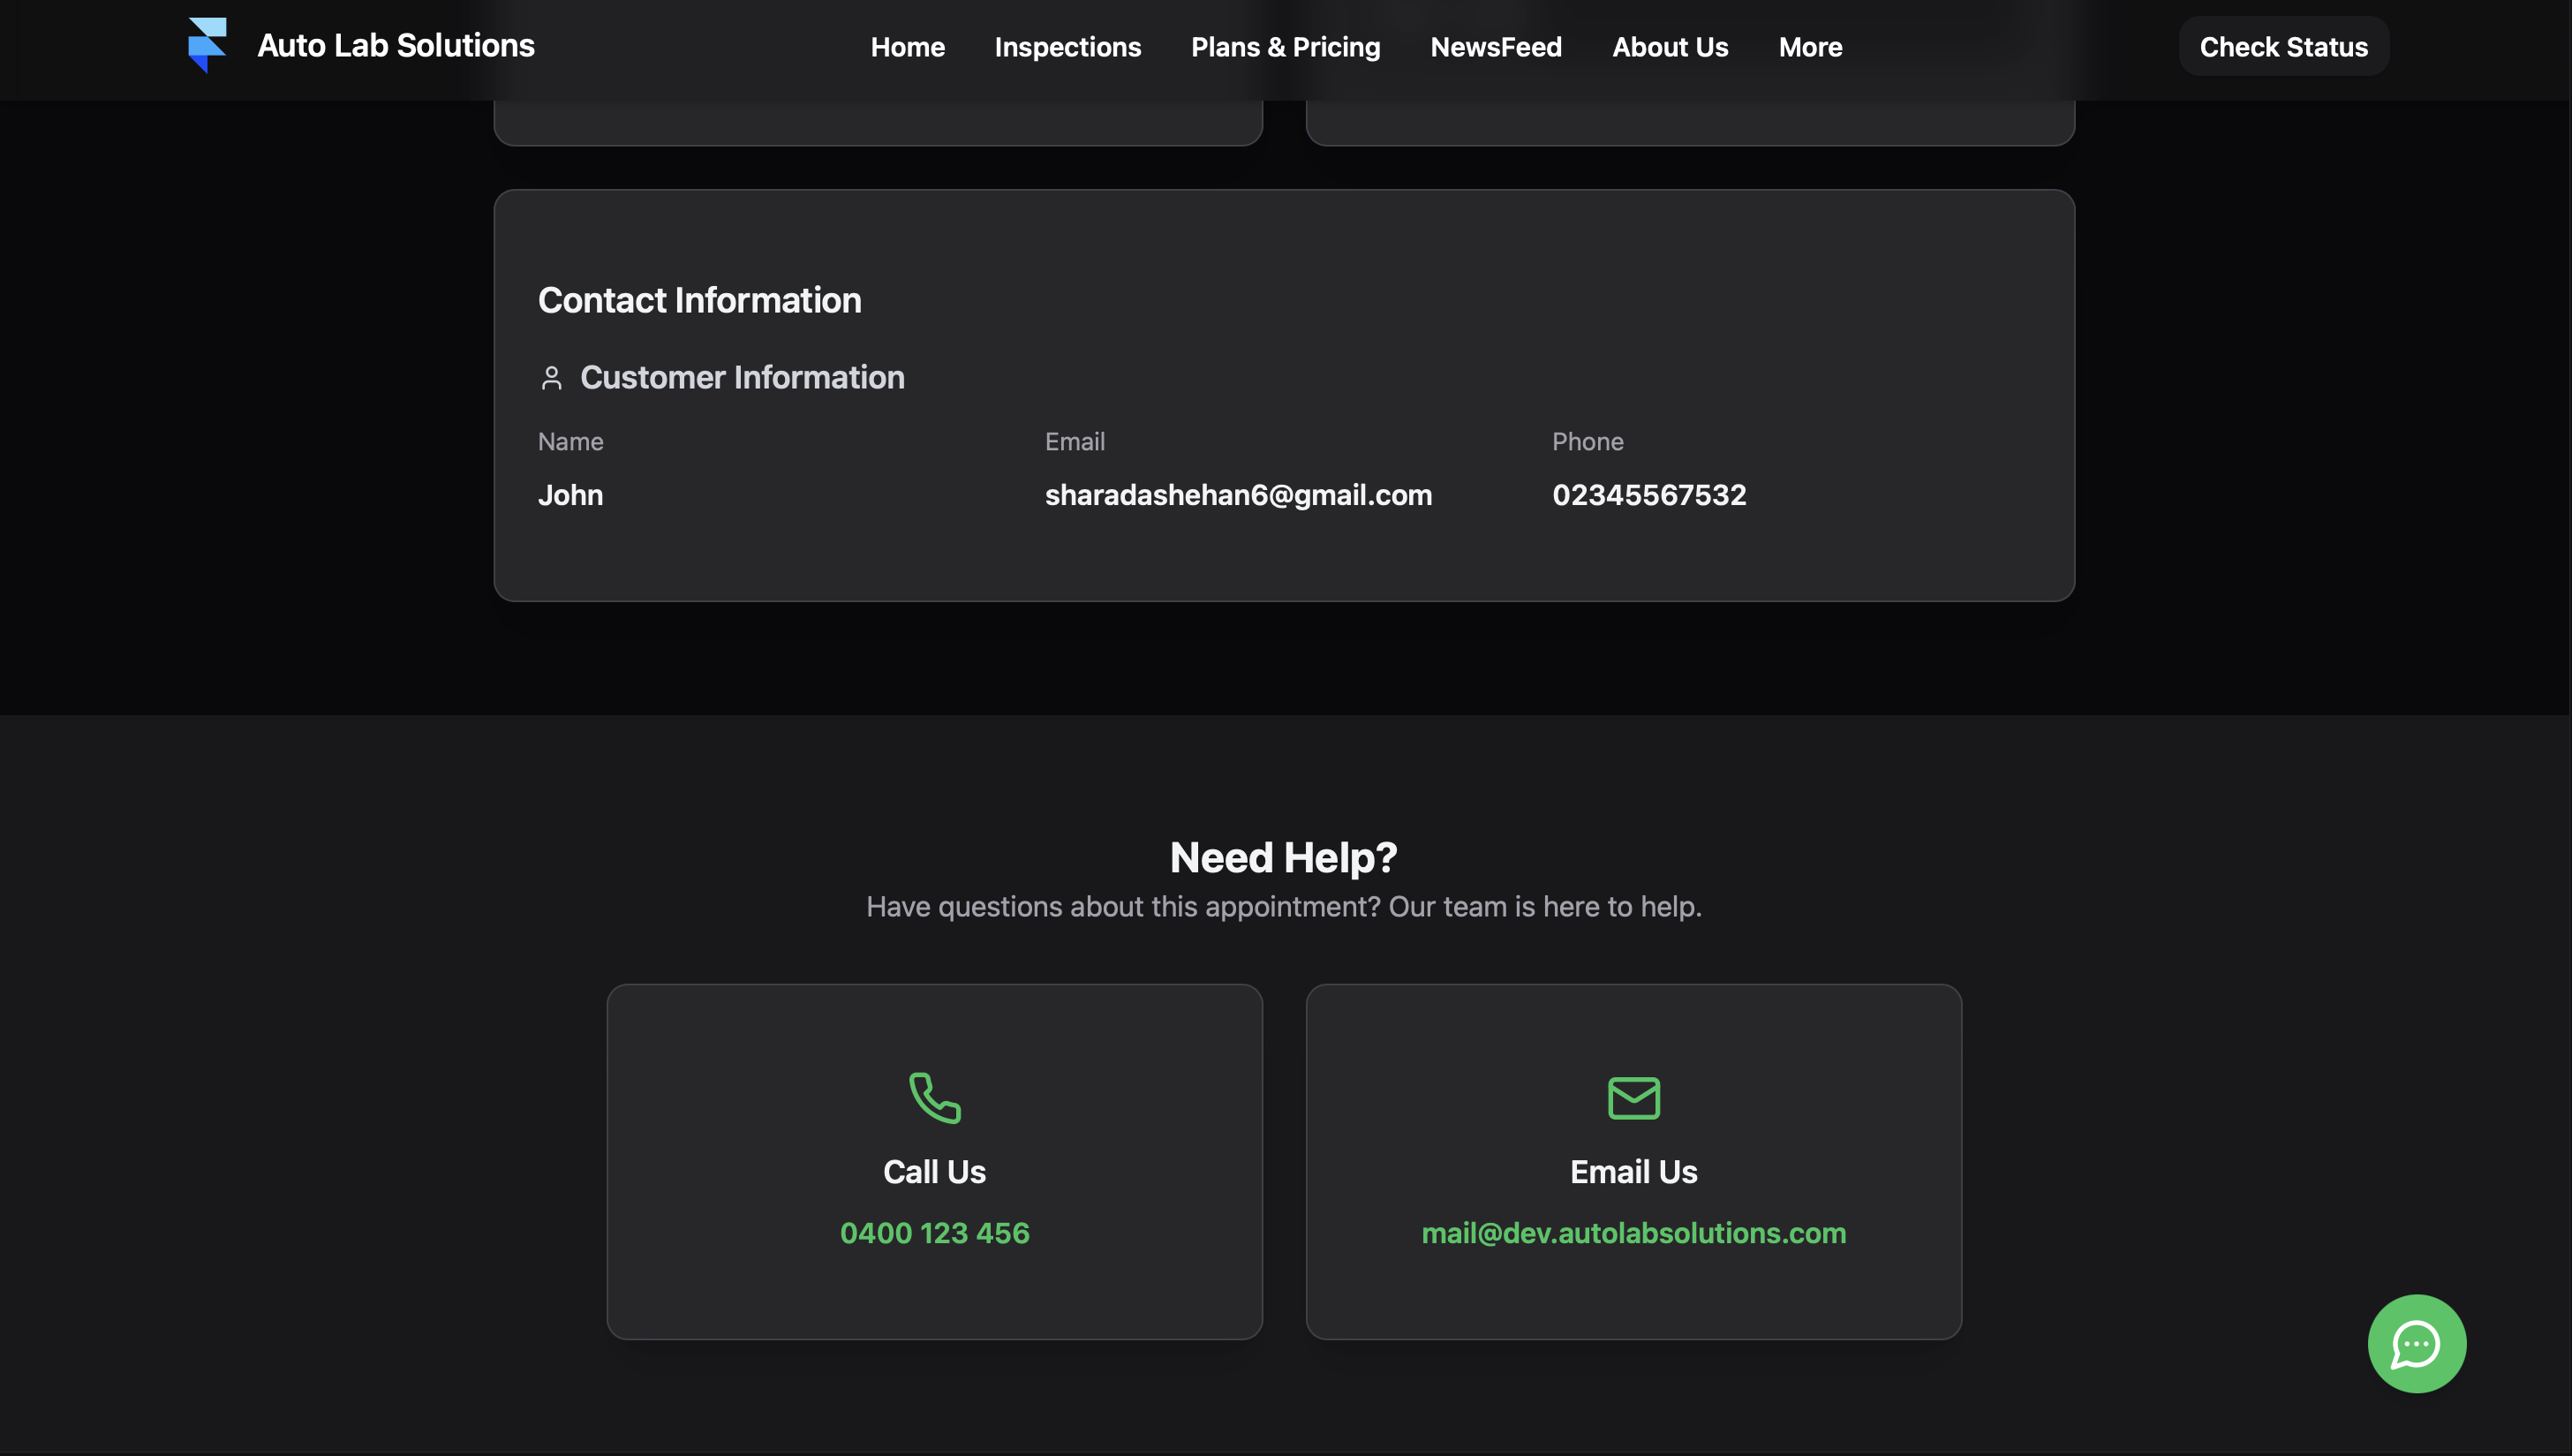 Auto Lab Solutions
Home Inspections Plans & Pricing NewsFeed About Us More
Check Status
Contact Information
Customer Information
Name Email Phone
John sharadashehan6@gmail.com 02345567532
Need Help?
Have questions about this appointment? Our team is here to help.
Call Us
0400 123 456
Email Us
mail@dev.autolabsolutions.com